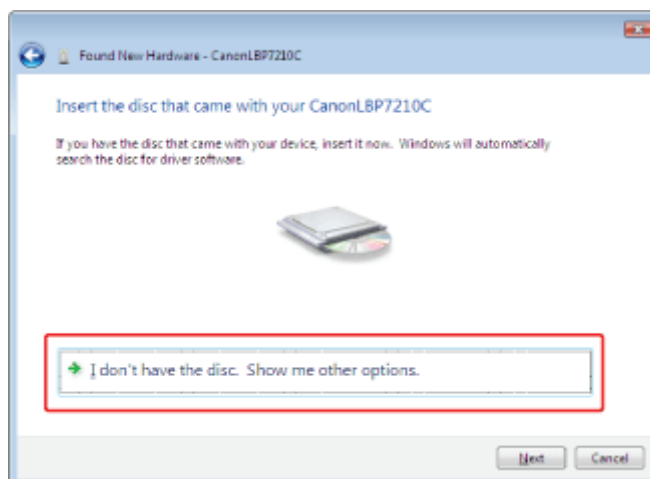 Found New Hardware - CanonLBP7210C
Insert the disc that came with your CanonLBP7210C
If you have the disc that came with your device, insert it now.  Windows will automatically
search the disc for driver software.
I don't have the disc.  Show me other options.
Next Cancel